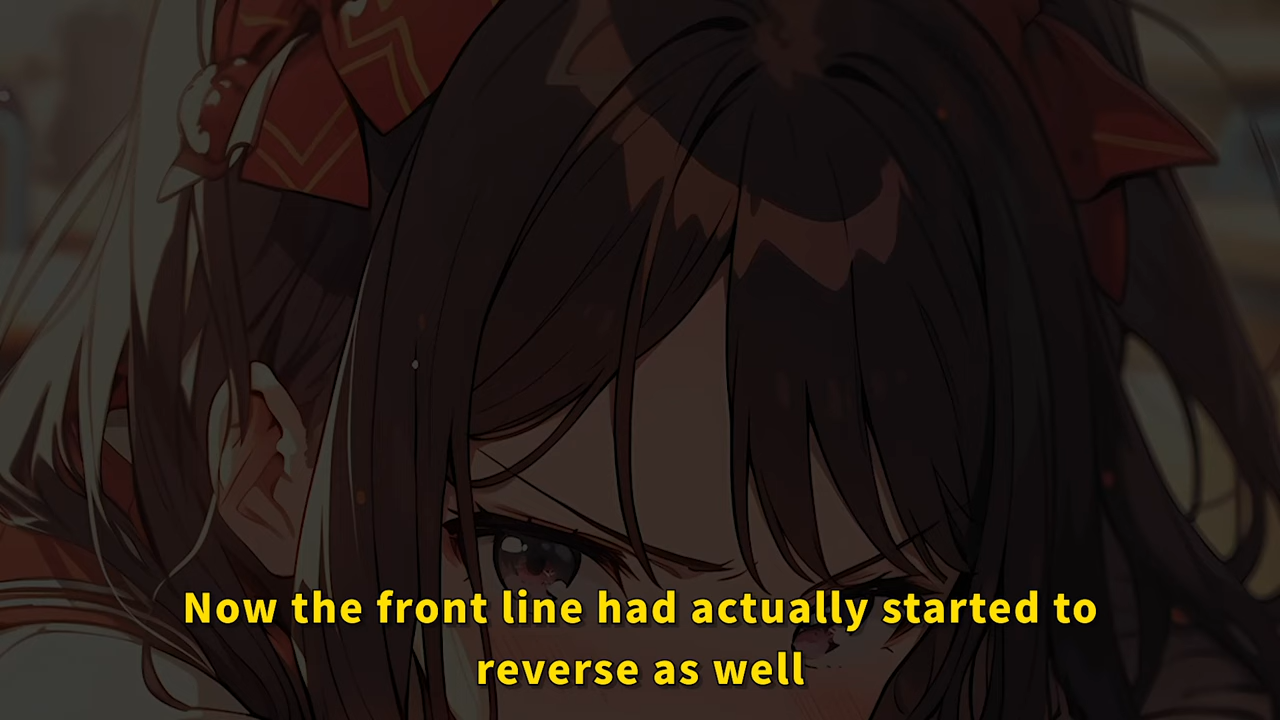 Now the front line had actually started to
reverse as well